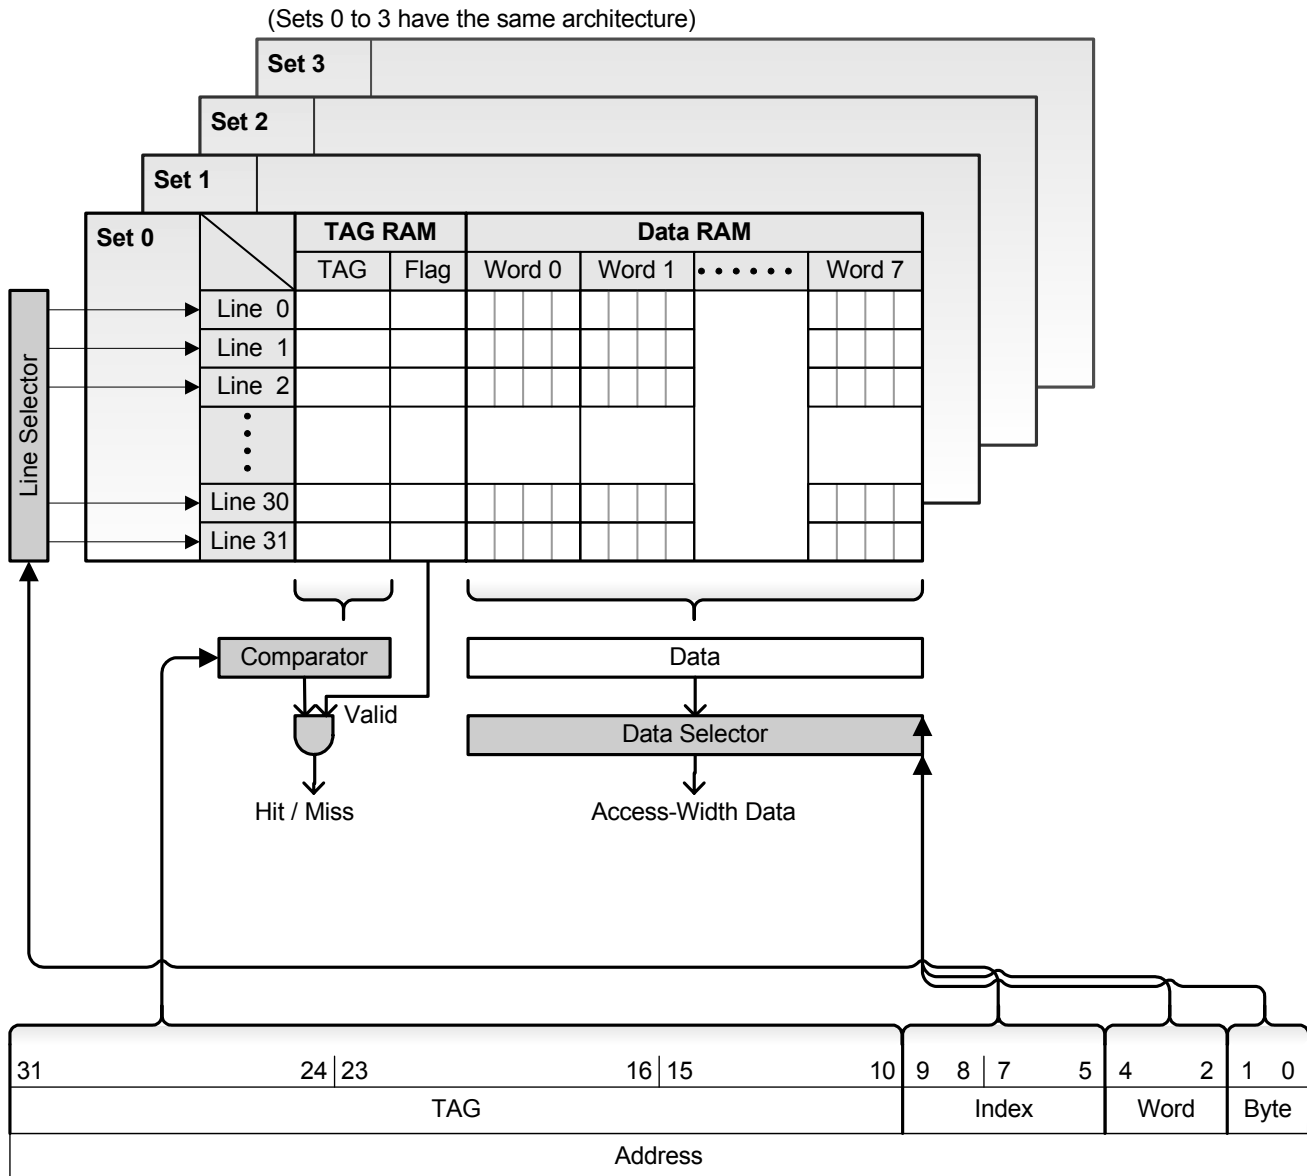 (Sets 0 to 3 have the same architecture)
Set 3
Set 2
Set 1
Set 0
TAG RAM
Data RAM
TAG
Flag
Word 0
Word 1
Word 7
Line 0
Line 1
Line 2
Line 30
Line 31
Line Selector
Comparator
Data
Valid
Data Selector
Hit / Miss
Access-Width Data
31 24 23 16 15 10 9 8 7 5 4 2 1 0
TAG Index Word Byte
Address